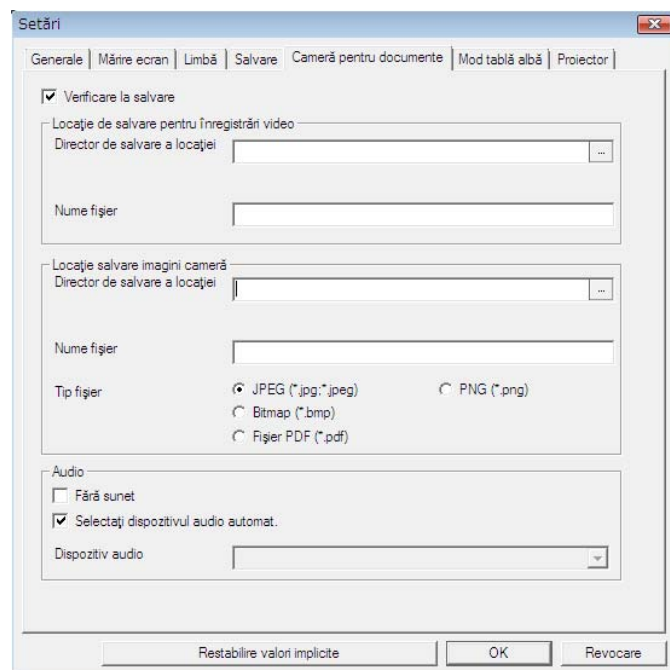 Setări
Generale Mărire ecran Limbă Salvare Cameră pentru documente Mod tablă albă Proiector
Verificare la salvare
Locaţie de salvare pentru înregistrări video
Director de salvare a locaţiei
...
Nume fişier
Locaţie salvare imagini cameră
Director de salvare a locaţiei
...
Nume fişier
Tip fişier JPEG (*.jpg;*.jpeg) PNG (*.png)
Bitmap (*.bmp)
Fişier PDF (*.pdf)
Audio
Fără sunet
Selectaţi dispozitivul audio automat.
Dispozitiv audio
Restabilire valori implicite OK Revocare